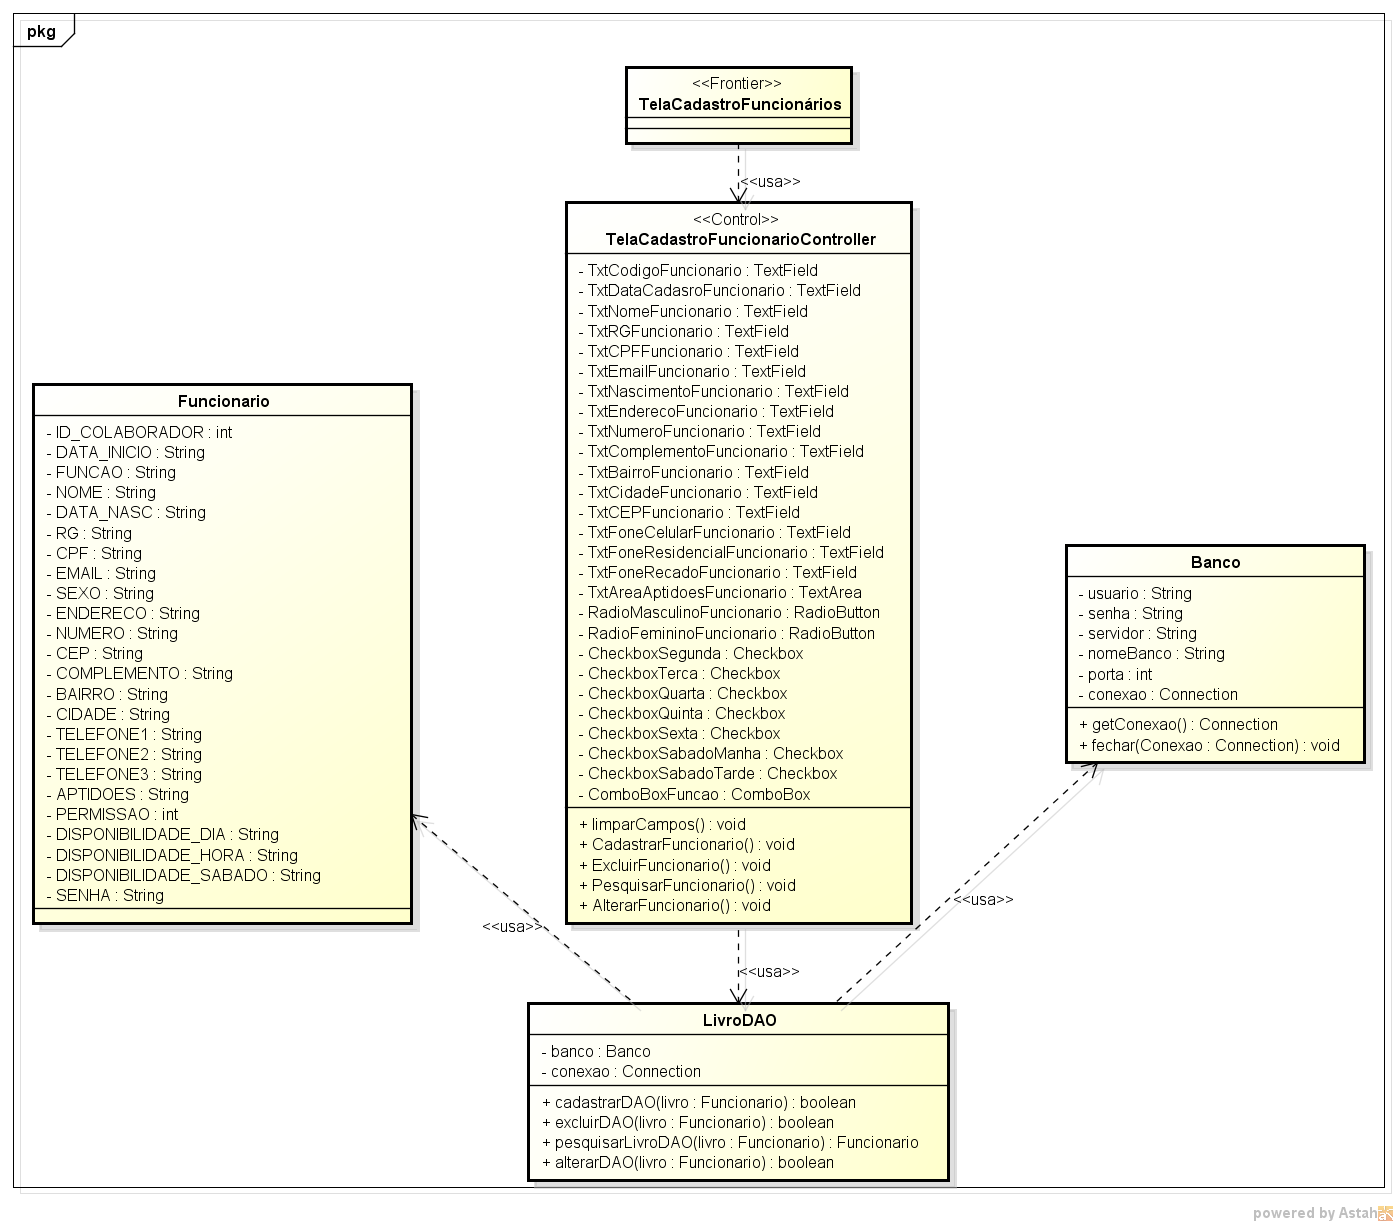 pkg
<<Frontier>>
TelaCadastroFuncionários
<<usa>>
<<Control>>
TelaCadastroFuncionarioController
- TxtCodigoFuncionario : TextField
- TxtDataCadasroFuncionario : TextField
- TxtNomeFuncionario : TextField
- TxtRGFuncionario : TextField
- TxtCPFFuncionario : TextField
- TxtEmailFuncionario : TextField
- TxtNascimentoFuncionario : TextField
- TxtEnderecoFuncionario : TextField
- TxtNumeroFuncionario : TextField
- TxtComplementoFuncionario : TextField
- TxtBairroFuncionario : TextField
- TxtCidadeFuncionario : TextField
- TxtCEPFuncionario : TextField
- TxtFoneCelularFuncionario : TextField
- TxtFoneResidencialFuncionario : TextField
- TxtFoneRecadoFuncionario : TextField
- TxtAreaAptidoesFuncionario : TextArea
- RadioMasculinoFuncionario : RadioButton
- RadioFemininoFuncionario : RadioButton
- CheckboxSegunda : Checkbox
- CheckboxTerca : Checkbox
- CheckboxQuarta : Checkbox
- CheckboxQuinta : Checkbox
- CheckboxSexta : Checkbox
- CheckboxSabadoManha : Checkbox
- CheckboxSabadoTarde : Checkbox
- ComboBoxFuncao : ComboBox
+ limparCampos() : void
+ CadastrarFuncionario() : void
+ ExcluirFuncionario() : void
+ PesquisarFuncionario() : void
+ AlterarFuncionario() : void
Funcionario
- ID_COLABORADOR : int
- DATA_INICIO : String
- FUNCAO : String
- NOME : String
- DATA_NASC : String
- RG : String
- CPF : String
- EMAIL : String
- SEXO : String
- ENDERECO : String
- NUMERO : String
- CEP : String
- COMPLEMENTO : String
- BAIRRO : String
- CIDADE : String
- TELEFONE1 : String
- TELEFONE2 : String
- TELEFONE3 : String
- APTIDOES : String
- PERMISSAO : int
- DISPONIBILIDADE_DIA : String
- DISPONIBILIDADE_HORA : String
- DISPONIBILIDADE_SABADO : String
- SENHA : String
Banco
- usuario : String
- senha : String
- servidor : String
- nomeBanco : String
- porta : int
- conexao : Connection
+ getConexao() : Connection
+ fechar(Conexao : Connection) : void
<<usa>>
<<usa>>
<<usa>>
LivroDAO
- banco : Banco
- conexao : Connection
+ cadastrarDAO(livro : Funcionario) : boolean
+ excluirDAO(livro : Funcionario) : boolean
+ pesquisarLivroDAO(livro : Funcionario) : Funcionario
+ alterarDAO(livro : Funcionario) : boolean
powered by Astah